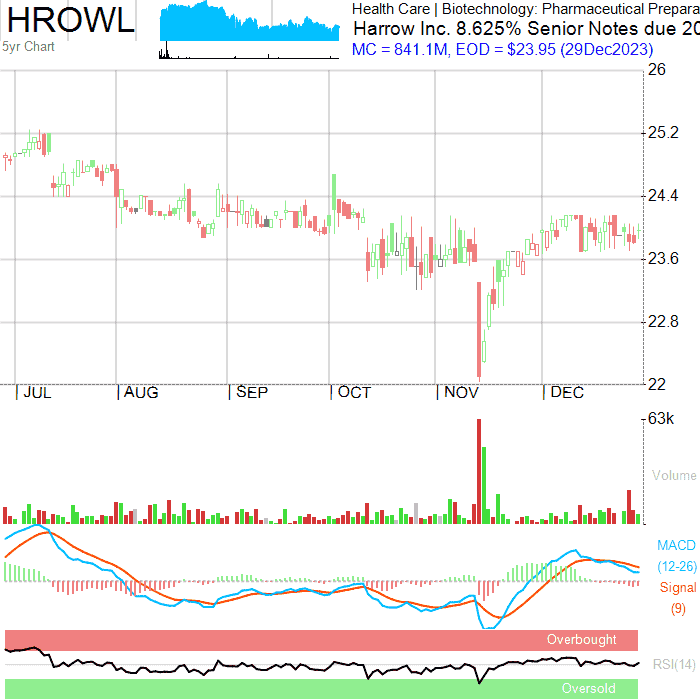 HROWL
5yr Chart
Health Care | Biotechnology: Pharmaceutical Prepara
Harrow Inc. 8.625% Senior Notes due 20
MC = 841.1M, EOD = $23.95 (29Dec2023)
26
25.2
24.4
23.6
22.8
22
| JUL | AUG | SEP | OCT | NOV | DEC
63k
Volume
MACD
(12-26)
Signal
(9)
Overbought
RSI(14)
Oversold